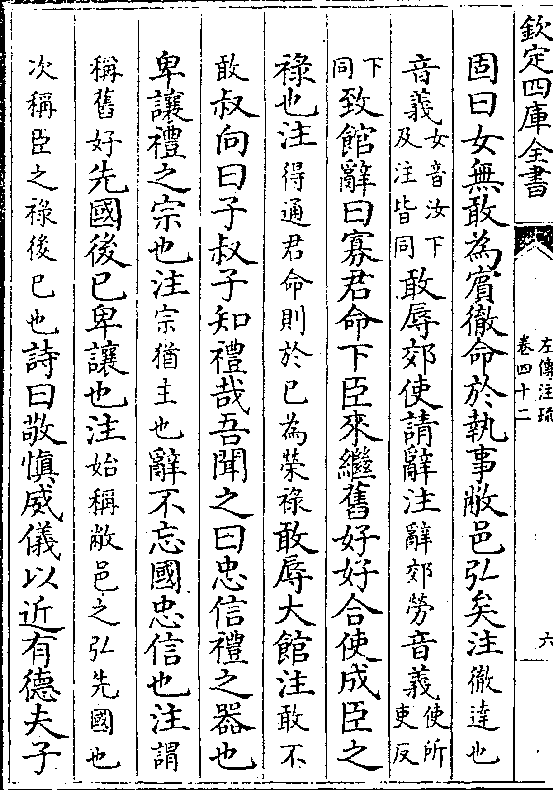 欽定四庫全書
左傳注疏
卷四十二
六
固曰女無敢為賓徹命於執事敝邑弘矣注徹達也
音義女音汝下及注皆同敢辱郊使請辭注辭郊勞音義使所吏反
下同致館辭曰寡君命下臣來繼舊好好合使成臣之
祿也注得通君命則於已為榮祿敢辱大館注敢不
敢叔向曰子叔子知禮哉吾聞之曰忠信禮之器也
卑讓禮之宗也注宗猶主也辭不忘國忠信也注謂
稱舊好先國後已卑讓也注始稱敝邑之弘先國也
次稱臣之祿後已也詩曰敬慎威儀以近有德夫子